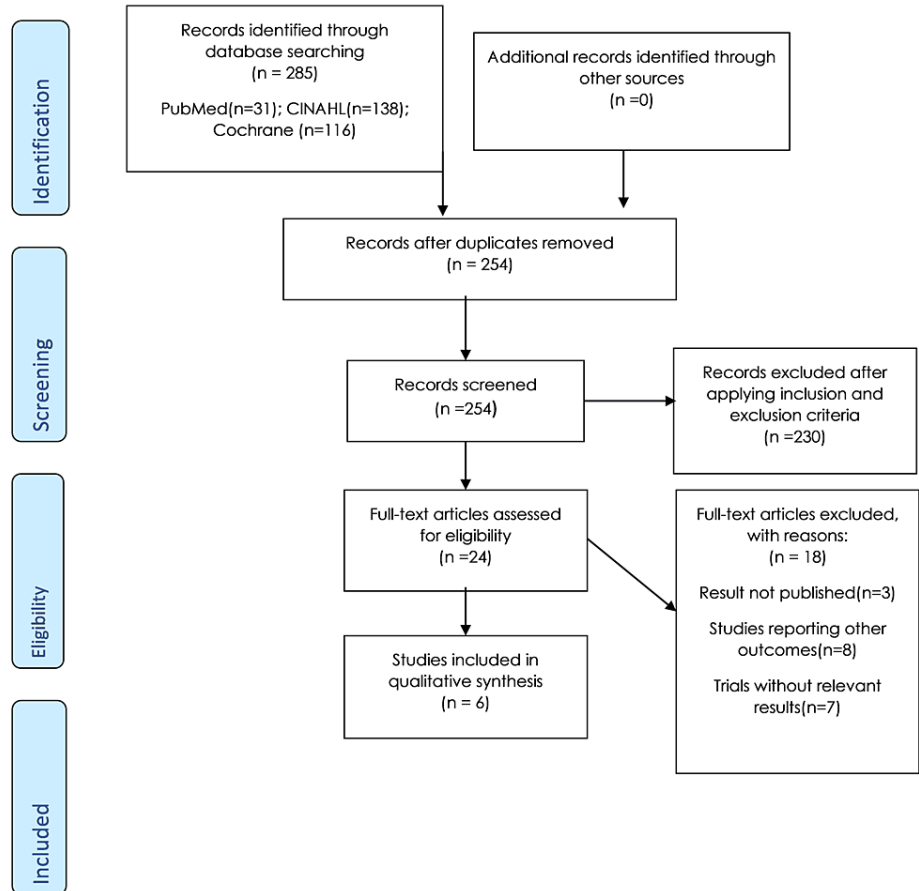 Identification
Records identified through
database searching
(n = 285)
PubMed(n=31); CINAHL(n=138);
Cochrane (n=116)
Additional records identified through
other sources
(n =0)
Records after duplicates removed
(n = 254)
Screening
Records screened
(n =254)
Records excluded after
applying inclusion and
exclusion criteria
(n =230)
Eligibility
Full-text articles assessed
for eligibility
(n =24)
Full-text articles excluded,
with reasons:
(n = 18)
Result not published(n=3)
Studies reporting other
outcomes(n=8)
Trials without relevant
results(n=7)
Studies included in
qualitative synthesis
(n = 6)
Included